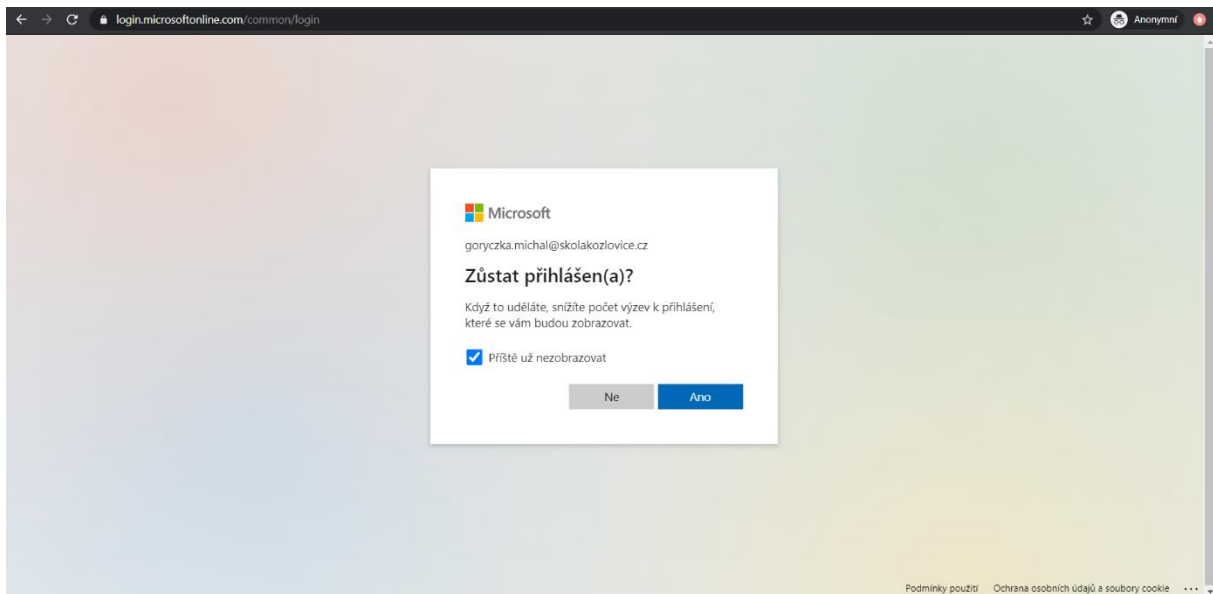 login.microsoftonline.com/common/login
Anonymní
Microsoft
goryczka.michal@skolakozlovice.cz
Zůstat přihlášen(a)?
Když to uděláte, snížíte počet výzev k přihlášení,
které se vám budou zobrazovat.
Příště už nezobrazovat
Ne Ano
Podmínky použití Ochrana osobních údajů a soubory cookie ...